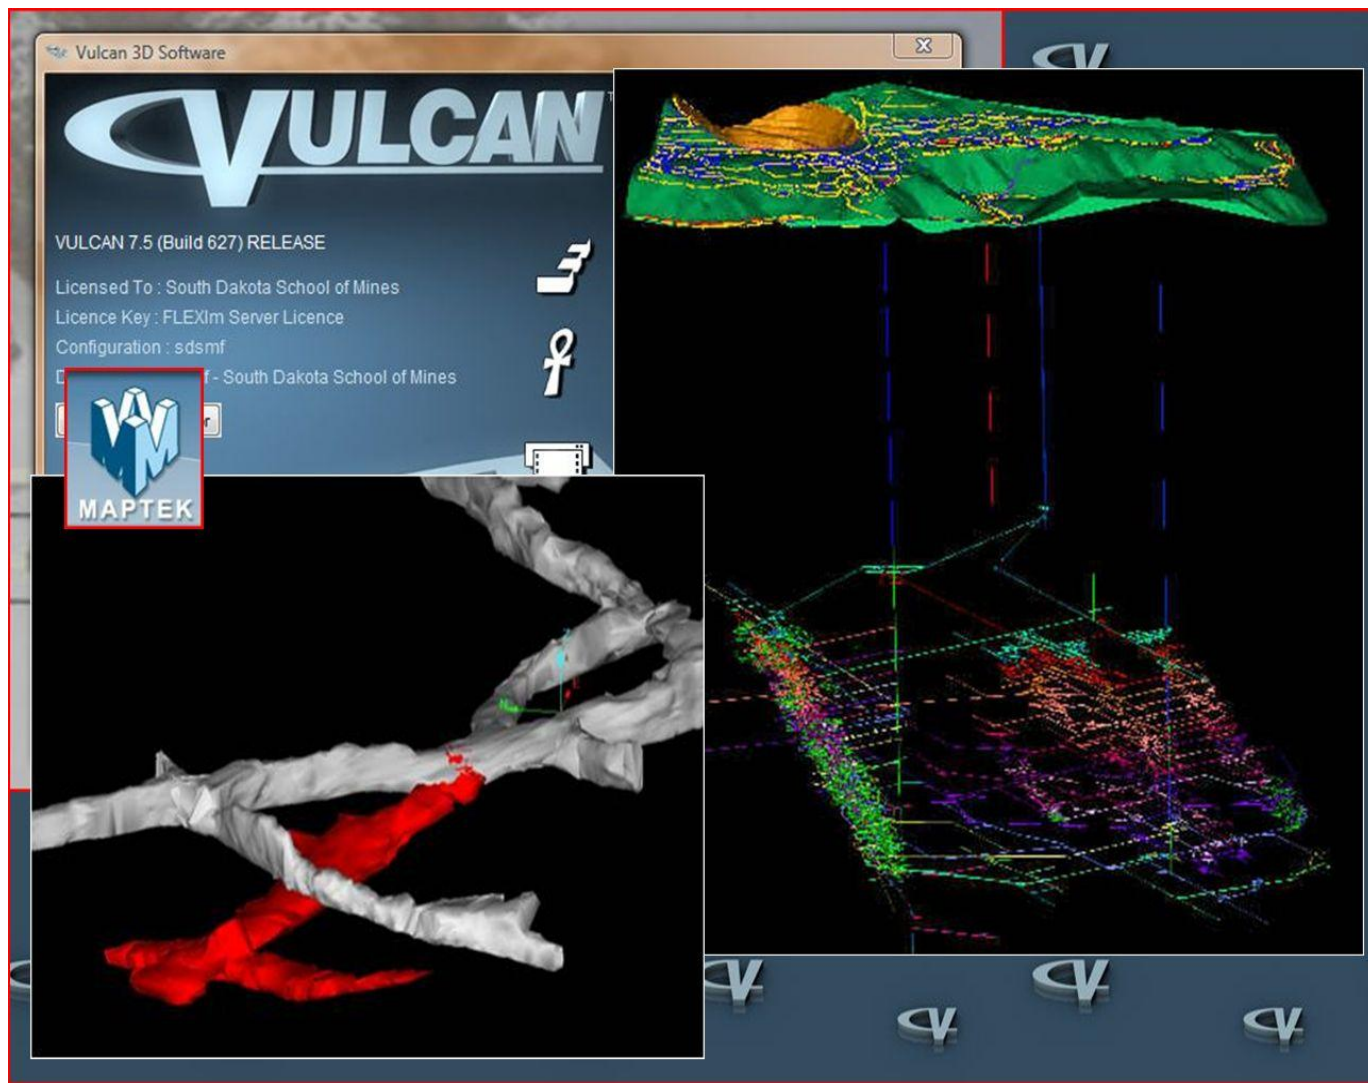 Vulcan 3D Software
VULCAN
VULCAN 7.5 (Build 627) RELEASE
Licensed To : South Dakota School of Mines
Licence Key : FLEXlm Server Licence
Configuration : sdsmf
- South Dakota School of Mines
MAPTEK